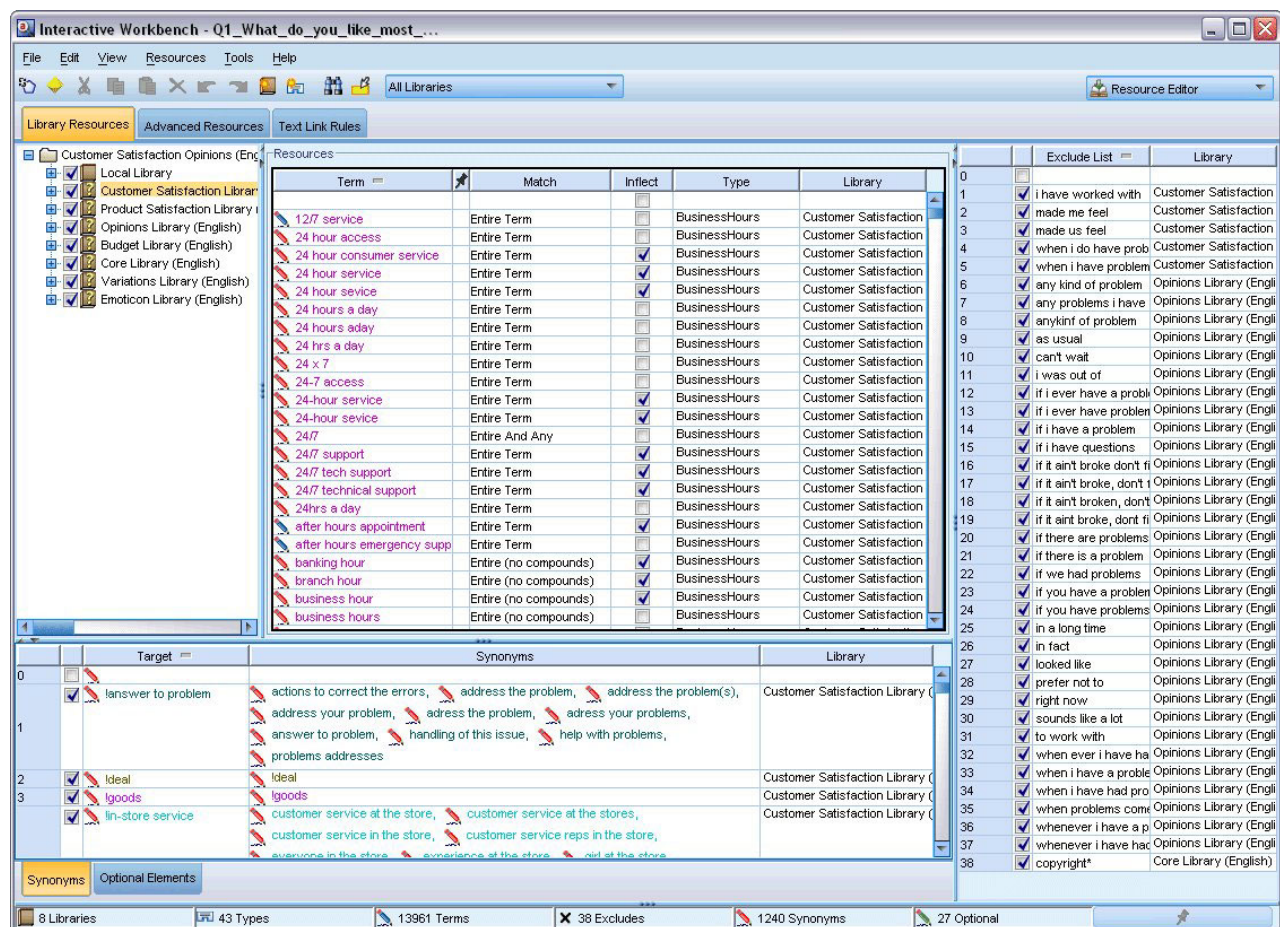 Interactive Workbench - Q1_What_do_you_like_most_...
File Edit View Resources Tools Help
All Libraries
Resource Editor
Library Resources Advanced Resources Text Link Rules
Customer Satisfaction Opinions (Eng
Local Library
Customer Satisfaction Librar
Product Satisfaction Library
Opinions Library (English)
Budget Library (English)
Core Library (English)
Variations Library (English)
Emoticon Library (English)
Resources
Term Match Inflect Type Library
12/7 service Entire Term BusinessHours Customer Satisfaction
24 hour access Entire Term BusinessHours Customer Satisfaction
24 hour consumer service Entire Term BusinessHours Customer Satisfaction
24 hour service Entire Term BusinessHours Customer Satisfaction
24 hour sevice Entire Term BusinessHours Customer Satisfaction
24 hours a day Entire Term BusinessHours Customer Satisfaction
24 hours aday Entire Term BusinessHours Customer Satisfaction
24 hrs a day Entire Term BusinessHours Customer Satisfaction
24 x 7 Entire Term BusinessHours Customer Satisfaction
24-7 access Entire Term BusinessHours Customer Satisfaction
24-hour service Entire Term BusinessHours Customer Satisfaction
24-hour sevice Entire Term BusinessHours Customer Satisfaction
24/7 Entire And Any BusinessHours Customer Satisfaction
24/7 support Entire Term BusinessHours Customer Satisfaction
24/7 tech support Entire Term BusinessHours Customer Satisfaction
24/7 technical support Entire Term BusinessHours Customer Satisfaction
24hrs a day Entire Term BusinessHours Customer Satisfaction
after hours appointment Entire Term BusinessHours Customer Satisfaction
after hours emergency supp Entire Term BusinessHours Customer Satisfaction
banking hour Entire (no compounds) BusinessHours Customer Satisfaction
branch hour Entire (no compounds) BusinessHours Customer Satisfaction
business hour Entire (no compounds) BusinessHours Customer Satisfaction
business hours Entire (no compounds) BusinessHours Customer Satisfaction
Exclude List Library
0
1 i have worked with Customer Satisfaction
2 made me feel Customer Satisfaction
3 made us feel Customer Satisfaction
4 when i do have prob Customer Satisfaction
5 when i have problem Customer Satisfaction
6 any kind of problem Opinions Library (Engli
7 any problems i have Opinions Library (Engli
8 anykinf of problem Opinions Library (Engli
9 as usual Opinions Library (Engli
10 can't wait Opinions Library (Engli
11 i was out of Opinions Library (Engli
12 if i ever have a probl Opinions Library (Engli
13 if i ever have problen Opinions Library (Engli
14 if i have a problem Opinions Library (Engli
15 if i have questions Opinions Library (Engli
16 if it ain't broke don't fi Opinions Library (Engli
17 if it ain't broke, don't Opinions Library (Engli
18 if it ain't broken, don't Opinions Library (Engli
19 if it aint broke, dont fi Opinions Library (Engli
20 if there are problems Opinions Library (Engli
21 if there is a problem Opinions Library (Engli
22 if we had problems Opinions Library (Engli
23 if you have a problen Opinions Library (Engli
24 if you have problems Opinions Library (Engli
25 in a long time Opinions Library (Engli
26 in fact Opinions Library (Engli
27 looked like Opinions Library (Engli
28 prefer not to Opinions Library (Engli
29 right now Opinions Library (Engli
30 sounds like a lot Opinions Library (Engli
31 to work with Opinions Library (Engli
32 when ever i have ha Opinions Library (Engli
33 when i have a proble Opinions Library (Engli
34 when i have had pro Opinions Library (Engli
35 when problems come Opinions Library (Engli
36 whenever i have a p Opinions Library (Engli
37 whenever i have hac Opinions Library (Engli
38 copyright* Core Library (English)
Target Synonyms Library
0
1 !answer to problem actions to correct the errors, address the problem, address the problem(s), Customer Satisfaction Library (
address your problem, adress the problem, adress your problems,
answer to problem, handling of this issue, help with problems,
problems addresses
2 !deal !deal Customer Satisfaction Library (
3 !goods !goods Customer Satisfaction Library (
!in-store service customer service at the store, customer service at the stores, Customer Satisfaction Library (
customer service in the store, customer service reps in the store,
everyone in the store, experience at the store, girl at the store
Synonyms Optional Elements
8 Libraries 43 Types 13961 Terms 38 Excludes 1240 Synonyms 27 Optional